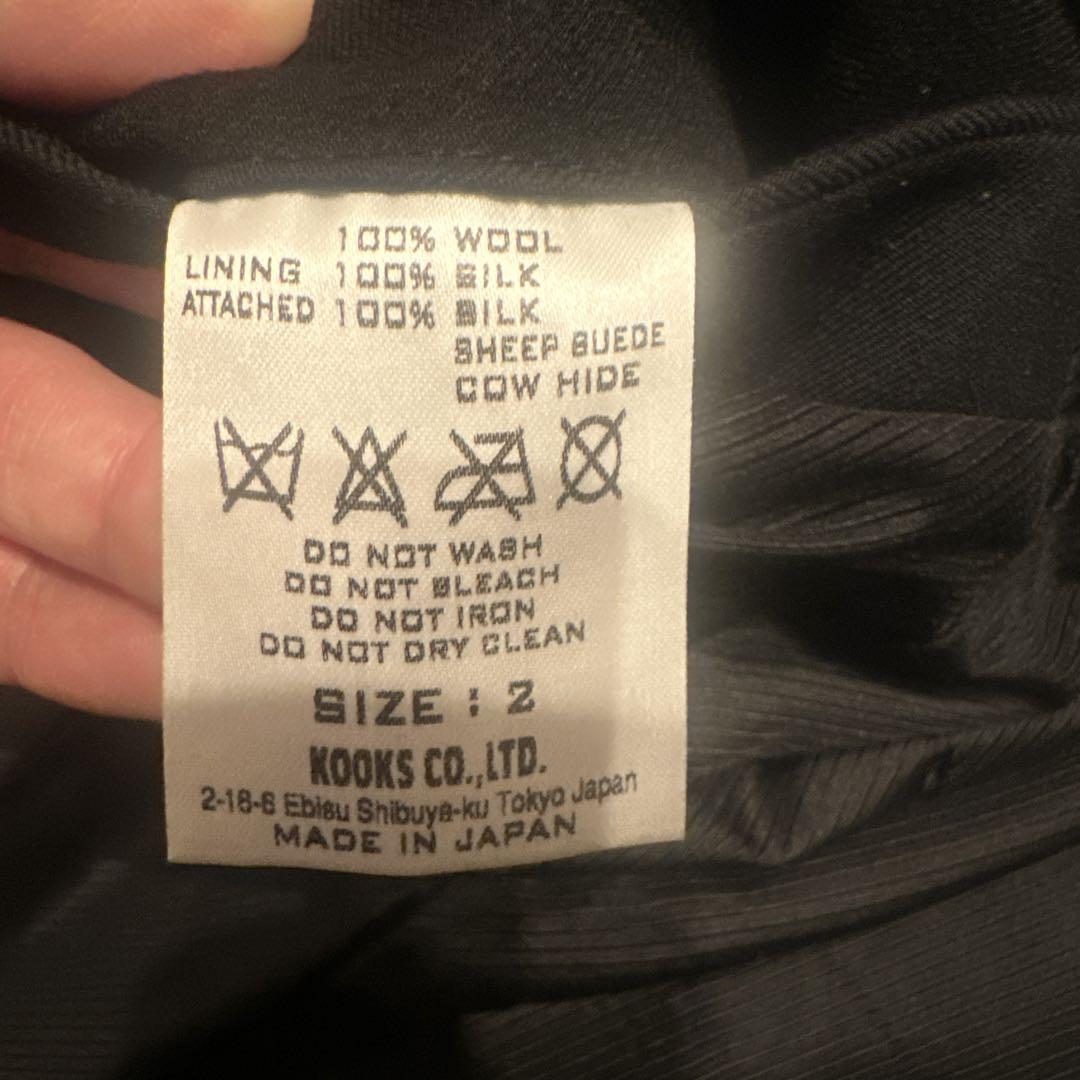 100% WOOL
LINING 100% SILK
ATTACHED 100% SILK
SHEEP SUEDE
COW HIDE
DO NOT WASH
DO NOT BLEACH
DO NOT IRON
DO NOT DRY CLEAN
SIZE : 2
KOOKS CO.,LTD.
2-18-6 Ebisu Shibuya-ku Tokyo Japan
MADE IN JAPAN